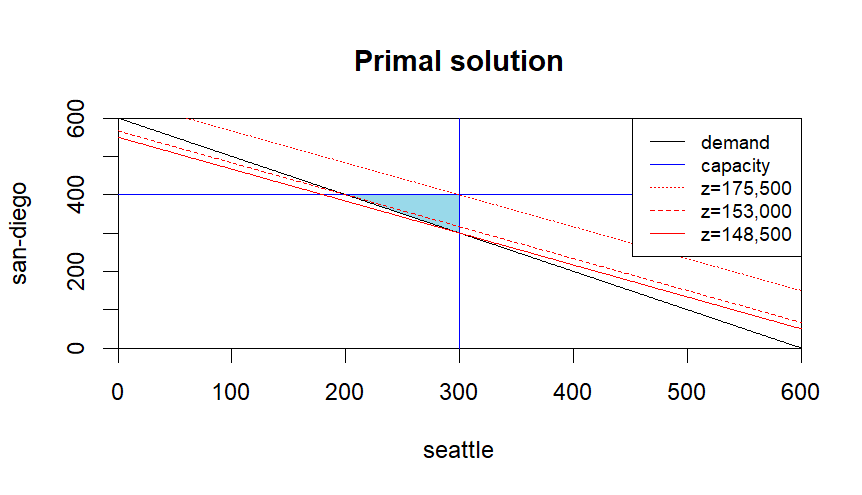 Primal solution
san-diego
600
400
200
0
demand
capacity
z=175,500
z=153,000
z=148,500
0 100 200 300 400 500 600
seattle